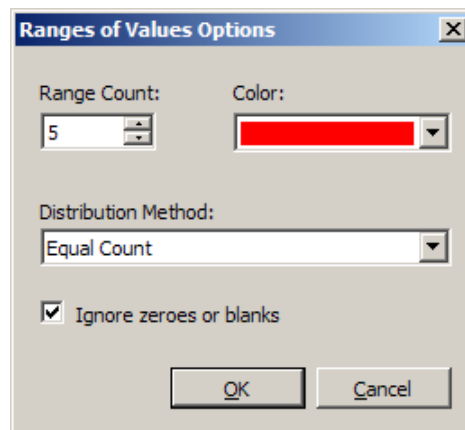 Ranges of Values Options
Range Count: Color:
5
Distribution Method:
Equal Count
Ignore zeroes or blanks
OK Cancel